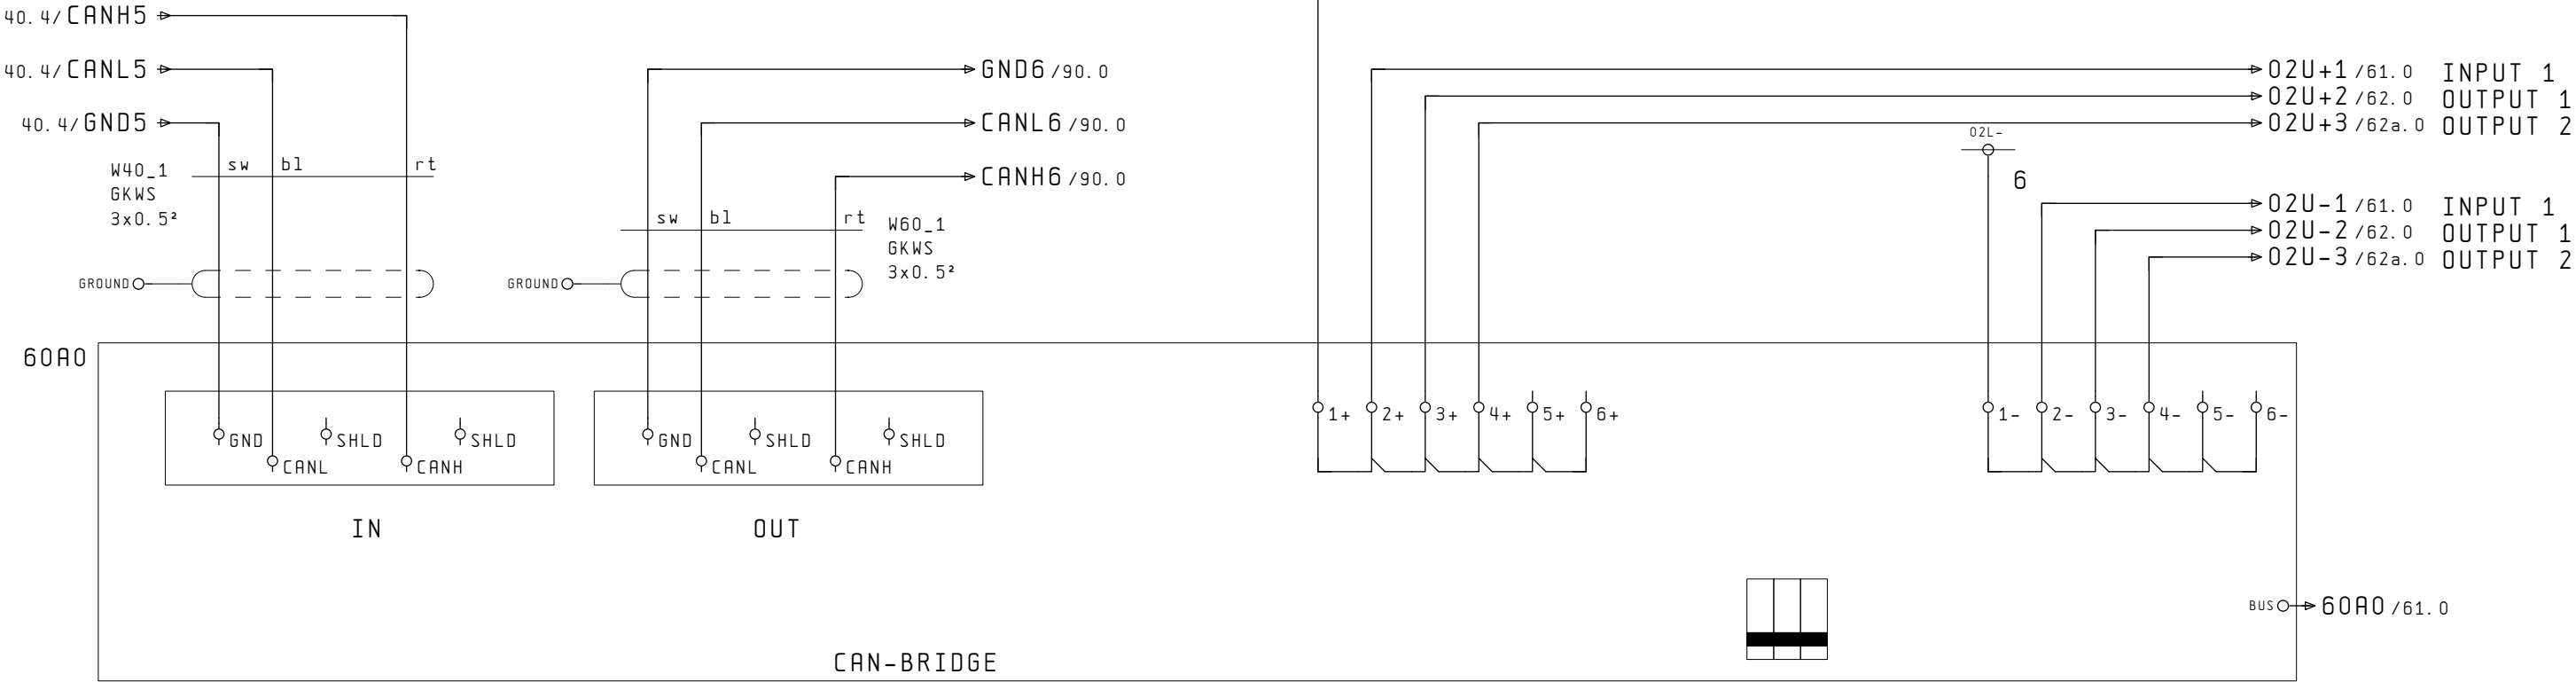 40.4/CANH5
40.4/CANL5
GND6/90.0
02U+1/61.0 INPUT 1
02U+2/62.0 OUTPUT 1
40.4/GND5
CANL6/90.0
02U+3/62a.0 OUTPUT 2
02L-
W40_1
GKWS
3x0.5²
sw bl rt
CANH6/90.0
6
02U-1/61.0 INPUT 1
sw bl rt
W60_1
GKWS
3x0.5²
02U-2/62.0 OUTPUT 1
02U-3/62a.0 OUTPUT 2
GROUND
GROUND
60A0
1+ 2+ 3+ 4+ 5+ 6+
1- 2- 3- 4- 5- 6-
GND SHLD SHLD
CANL CANH
GND SHLD SHLD
CANL CANH
IN
OUT
BUS 60A0/61.0
CAN-BRIDGE